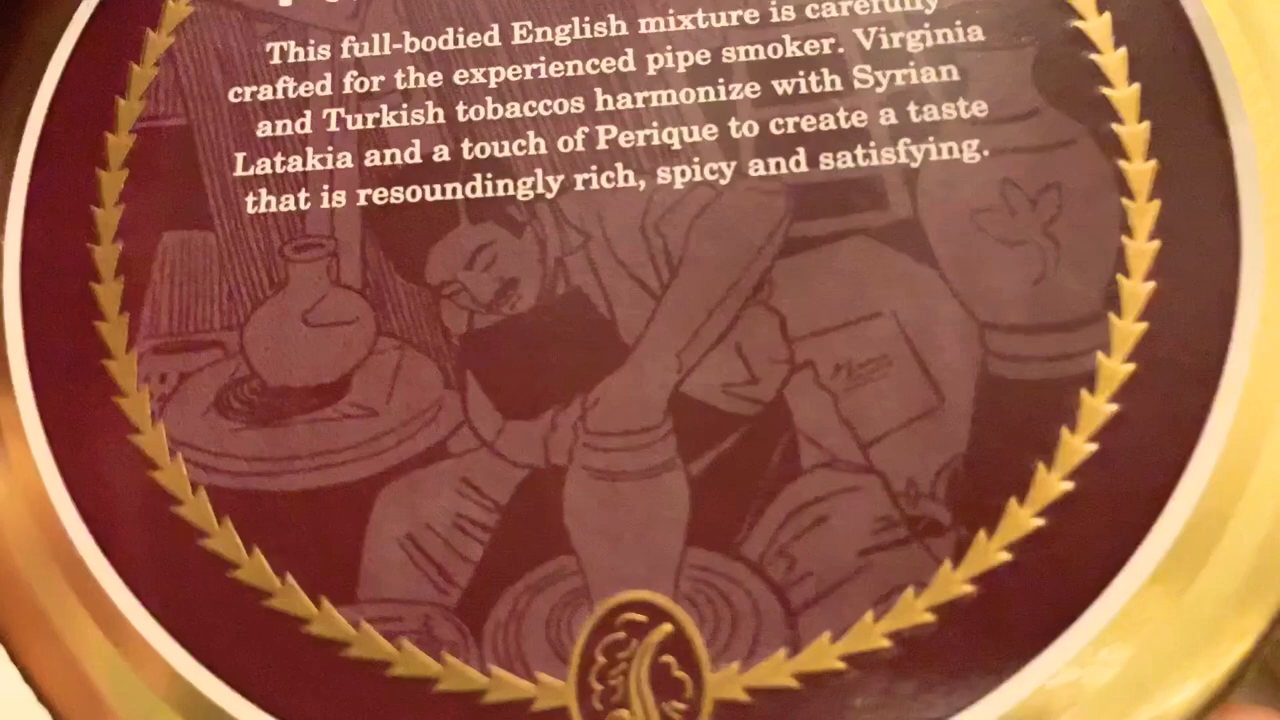 This full-bodied English mixture is carefully
crafted for the experienced pipe smoker. Virginia
and Turkish tobaccos harmonize with Syrian
Latakia and a touch of Perique to create a taste
that is resoundingly rich, spicy and satisfying.